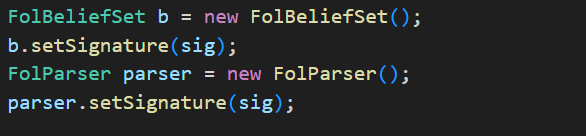 FolBeliefSet b = new FolBeliefSet();
b.setSignature(sig);
FolParser parser = new FolParser();
parser.setSignature(sig);